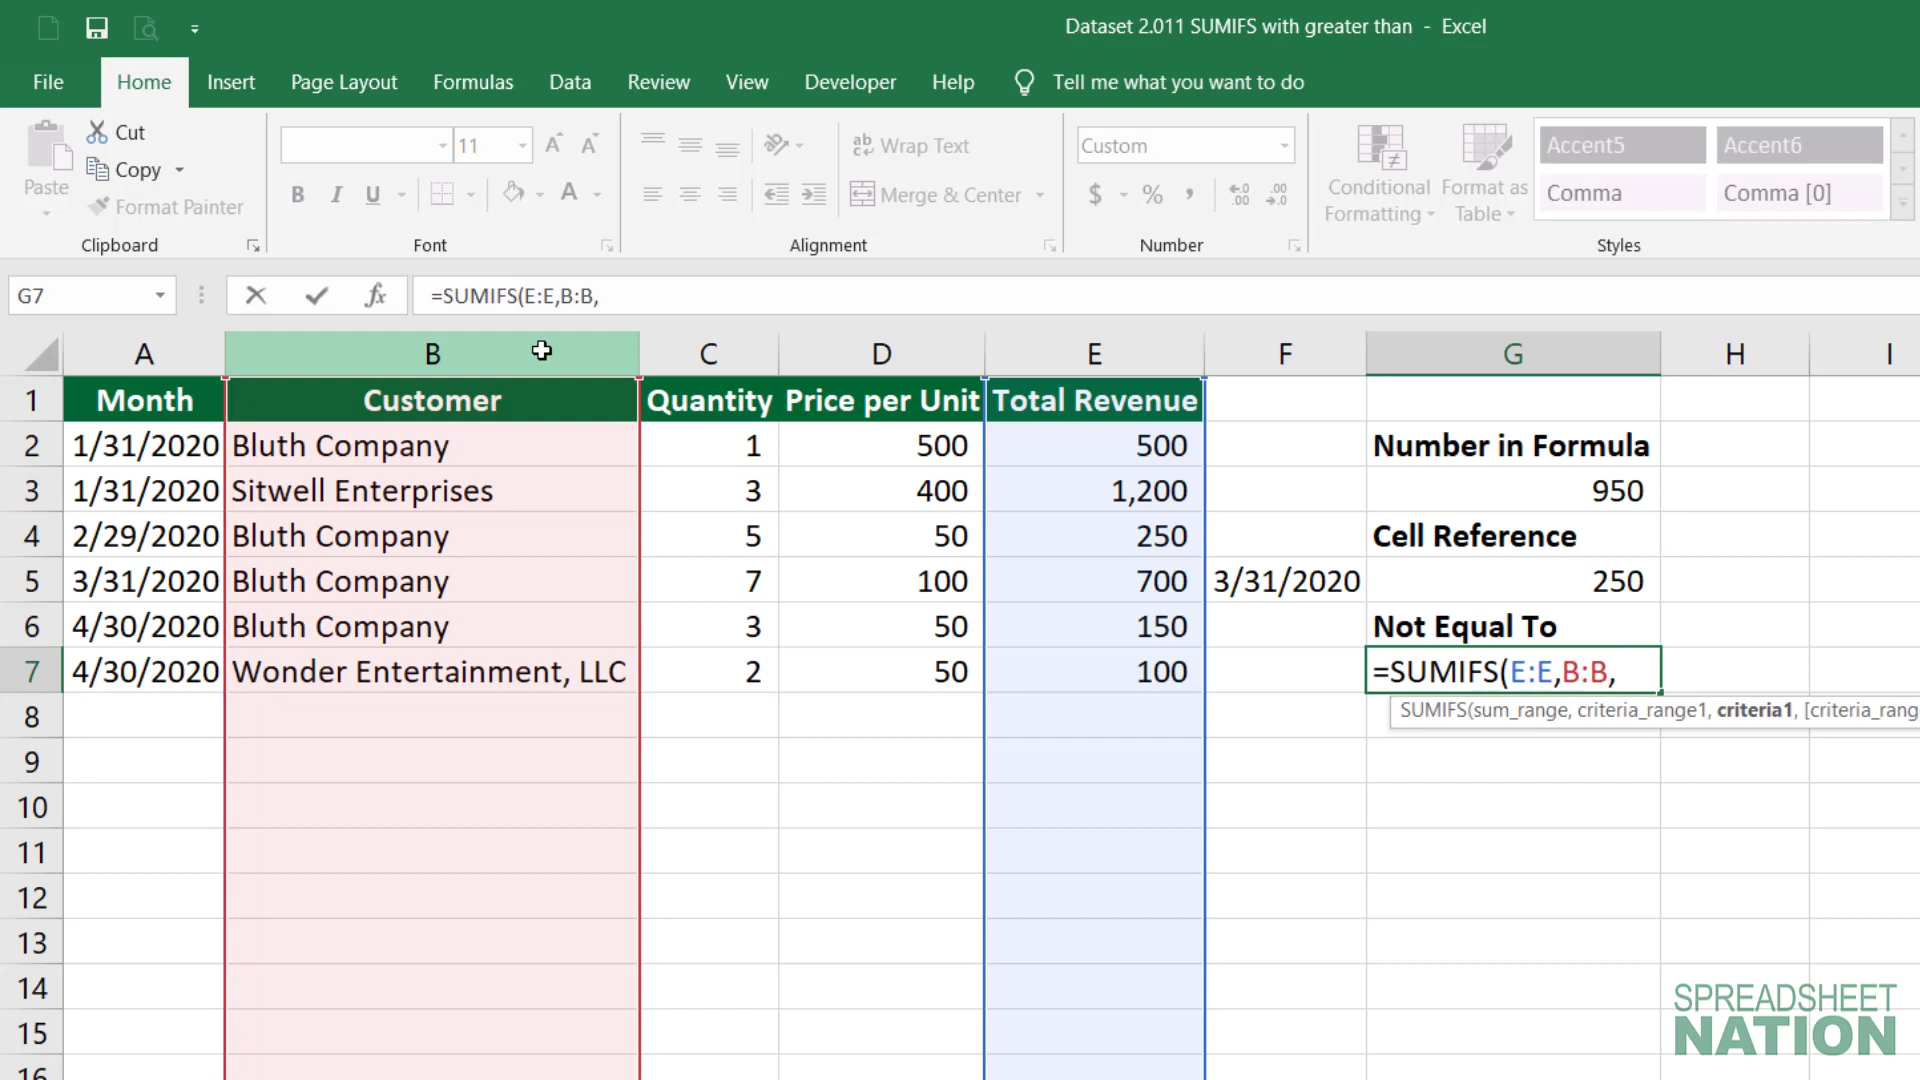 Dataset 2.011 SUMIFS with greater than - Excel
File Home Insert Page Layout Formulas Data Review View Developer Help Tell me what you want to do
Paste Cut Copy Format Painter
Clipboard
11
B I U A
Font
Wrap Text
Merge & Center
Alignment
Custom
$ % ,
Number
Conditional Formatting
Format as Table
Accent5 Accent6
Comma Comma [0]
Styles
G7 fx =SUMIFS(E:E,B:B,
A B C D E F G H I
1 Month Customer Quantity Price per Unit Total Revenue
2 1/31/2020 Bluth Company 1 500 500 Number in Formula
3 1/31/2020 Sitwell Enterprises 3 400 1,200 950
4 2/29/2020 Bluth Company 5 50 250 Cell Reference
5 3/31/2020 Bluth Company 7 100 700 3/31/2020 250
6 4/30/2020 Bluth Company 3 50 150 Not Equal To
7 4/30/2020 Wonder Entertainment, LLC 2 50 100 =SUMIFS(E:E,B:B,
SUMIFS(sum_range, criteria_range1, criteria1, [criteria_rang
8
9
10
11
12
13
14
15
16
SPREADSHEET
NATION